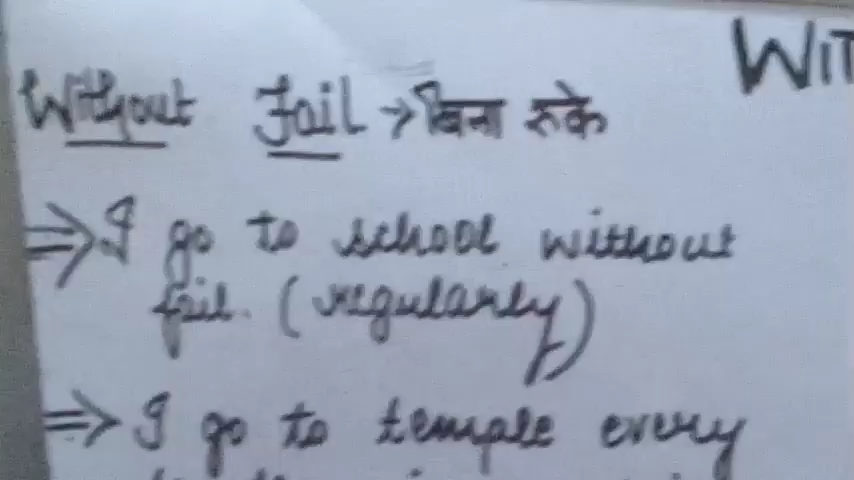 WIT
Without Fail → बिना रुके
⇒ I go to school without
fail. (regularly)
⇒ I go to temple every